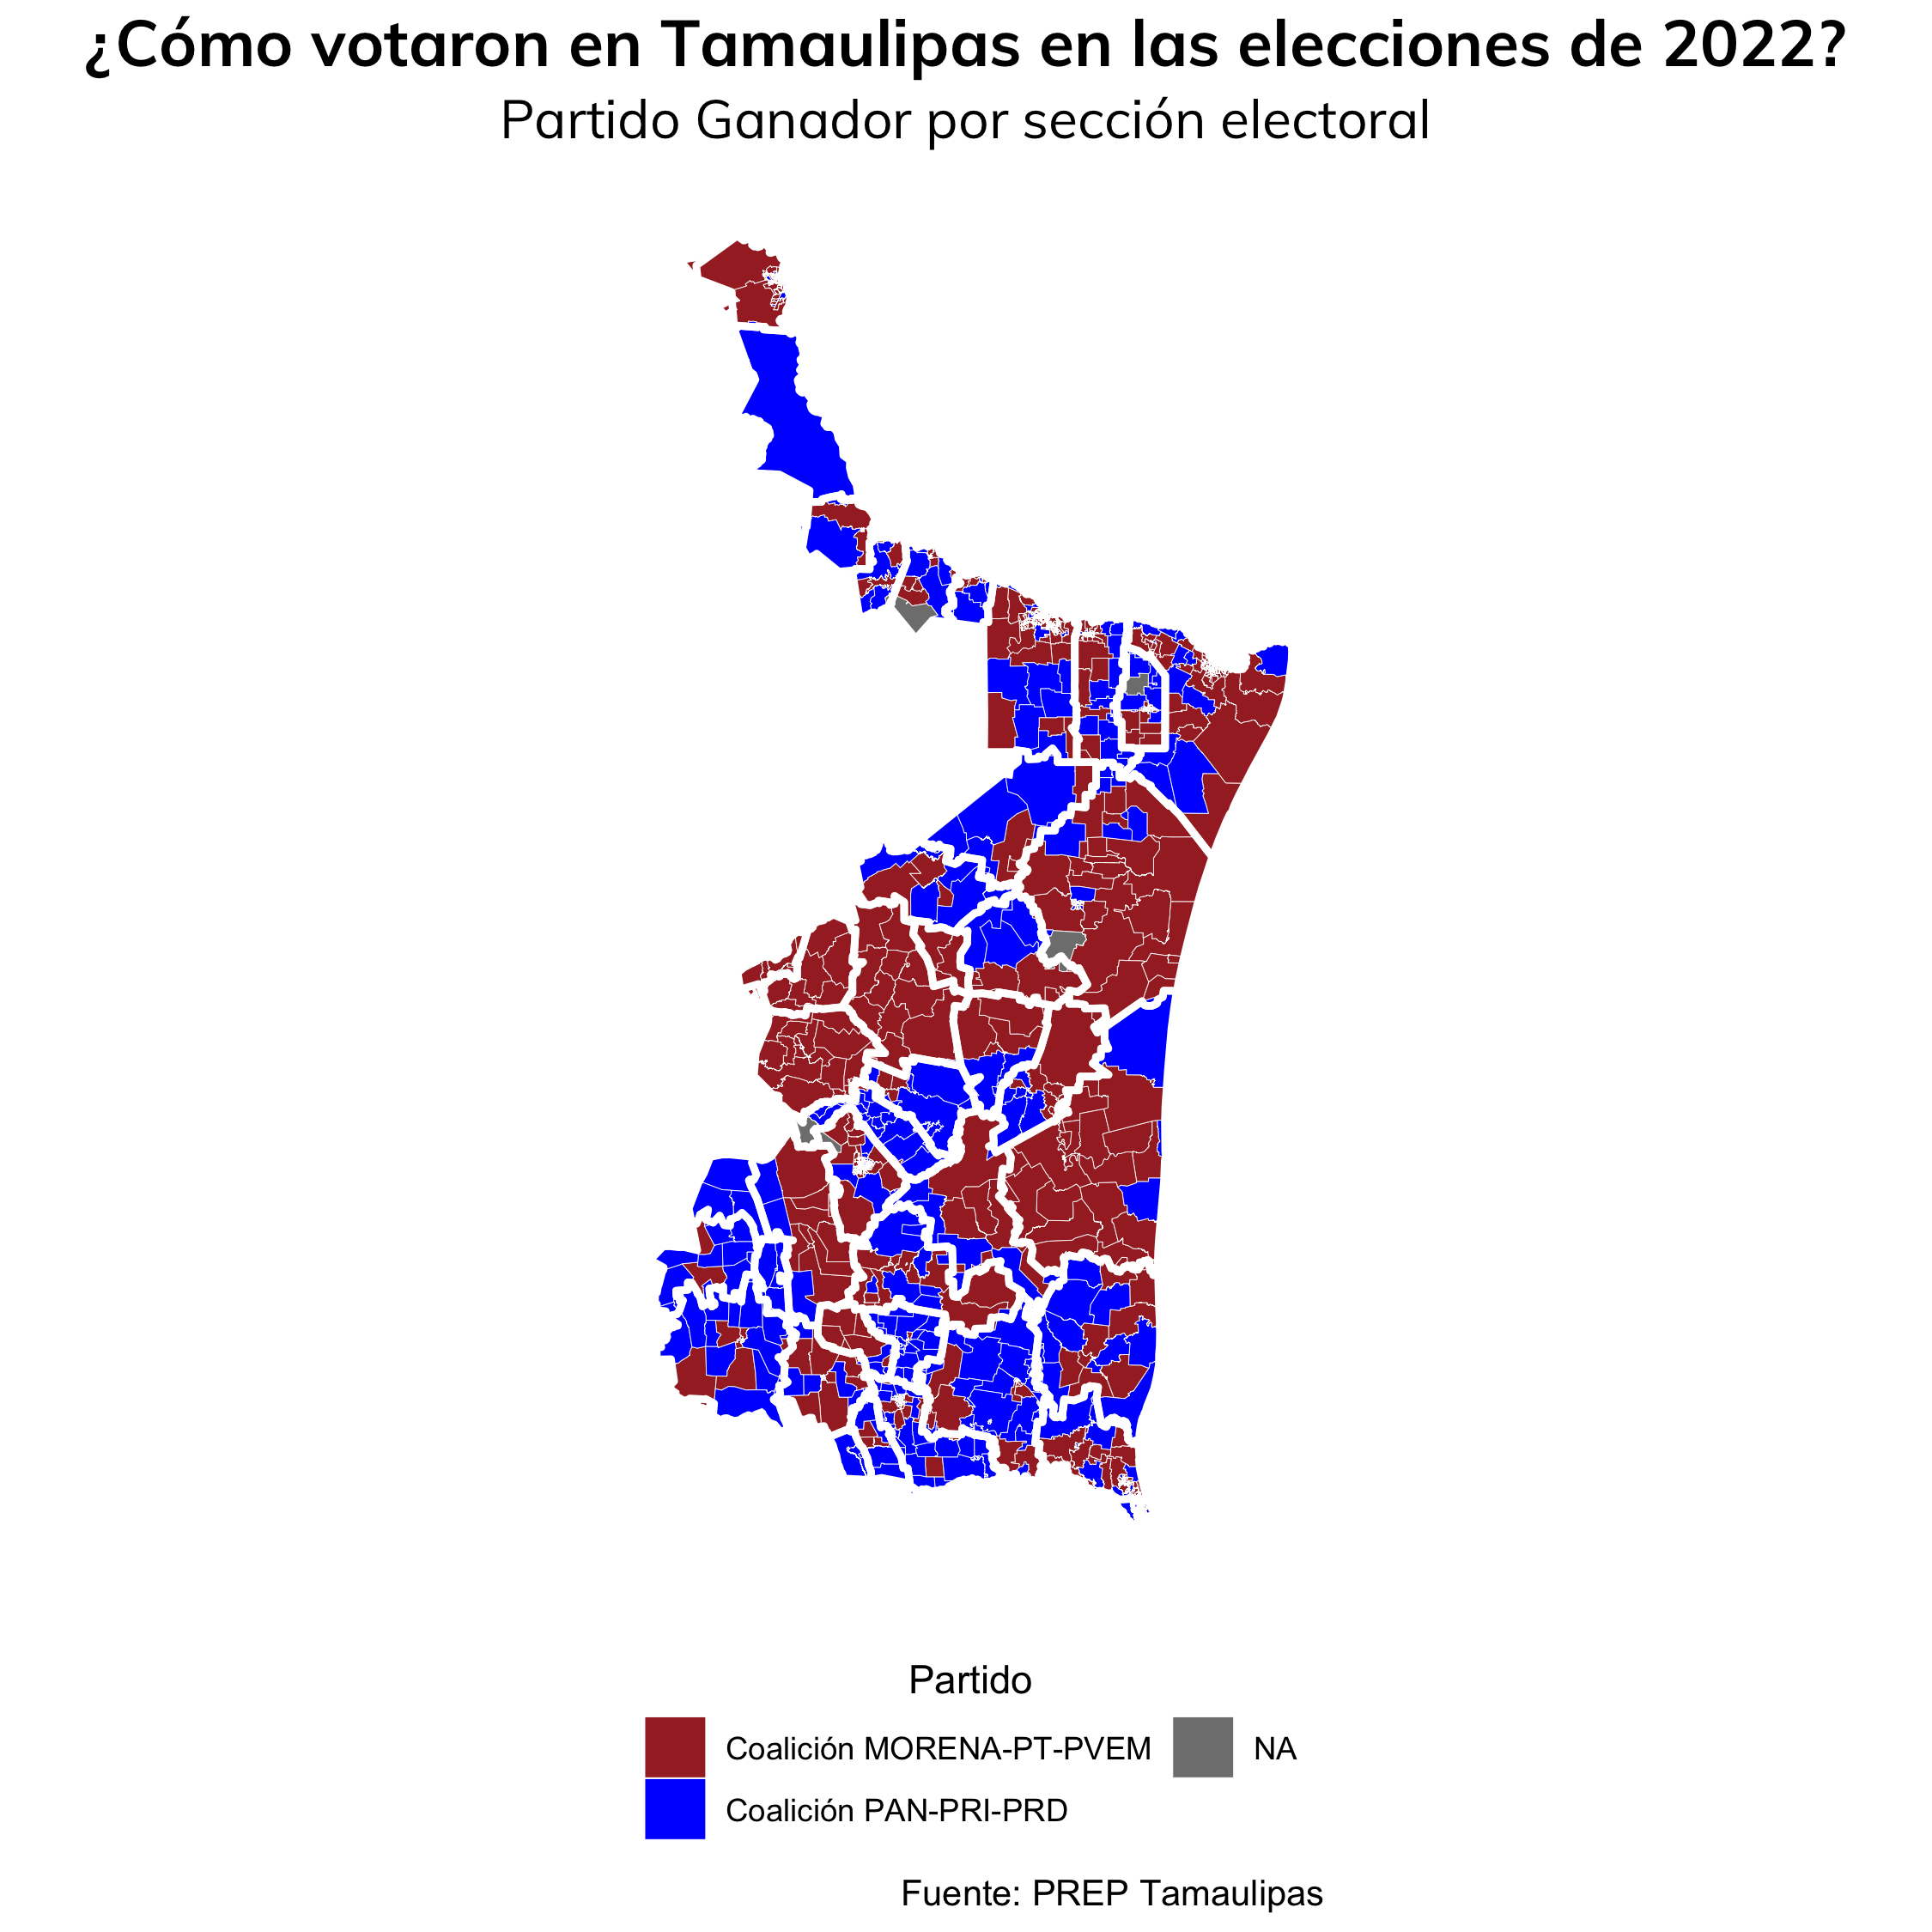 ¿Cómo votaron en Tamaulipas en las elecciones de 2022?
Partido Ganador por sección electoral
Partido
Coalición MORENA-PT-PVEM
NA
Coalición PAN-PRI-PRD
Fuente: PREP Tamaulipas